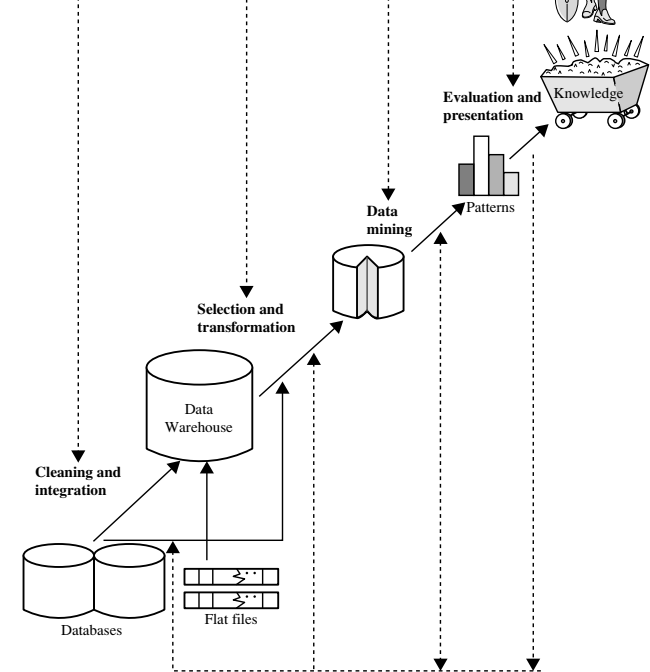 Evaluation and
presentation
Knowledge
Patterns
Data
mining
Selection and
transformation
Data
Warehouse
Cleaning and
integration
Databases
Flat files